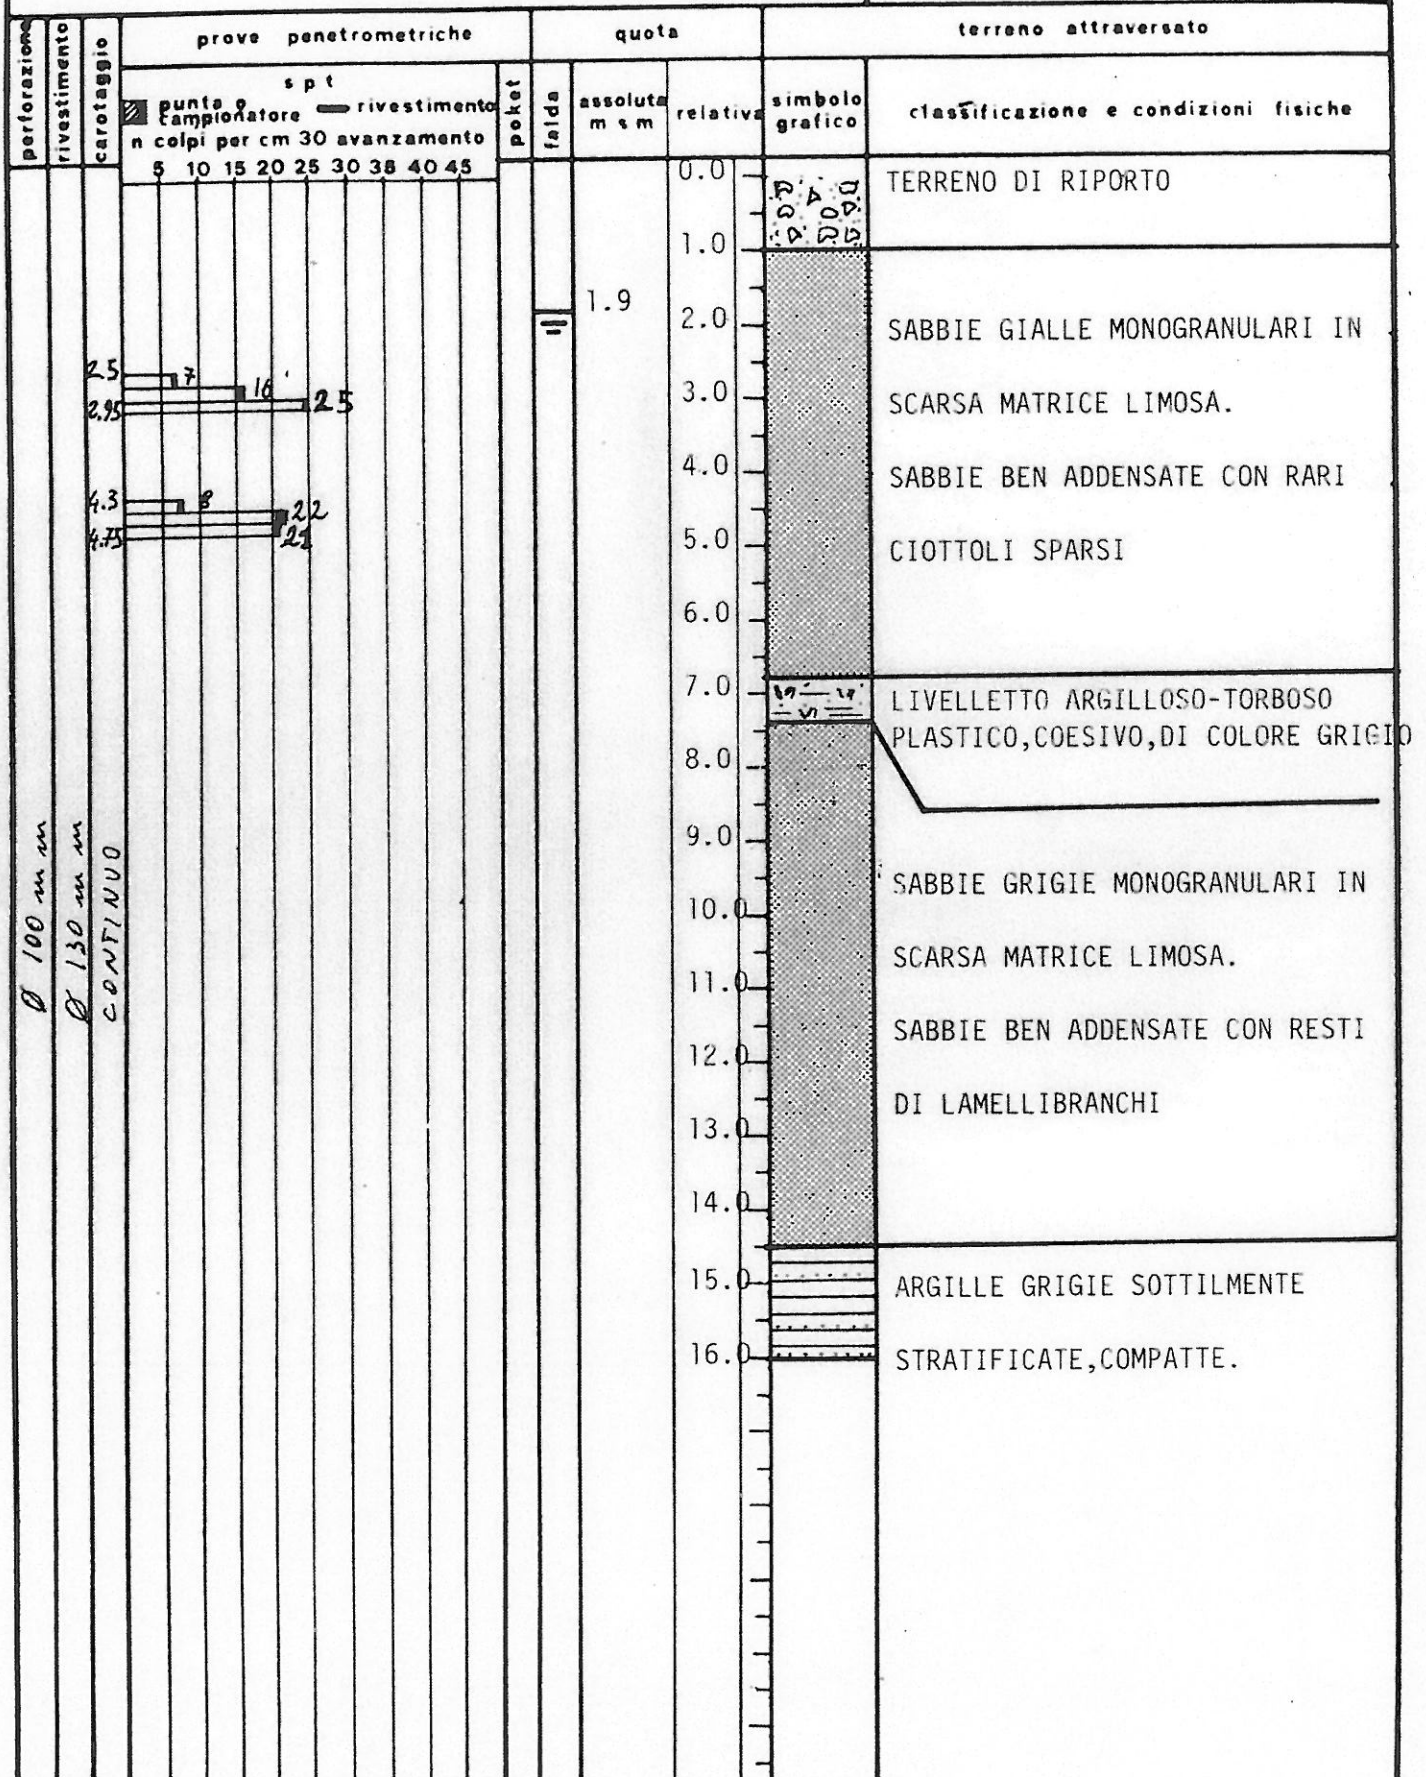 perforazione
rivestimento
carotaggio
prove penetrometriche
quota
terreno attraversato
s p t
punta o
campionatore
rivestimento
n colpi per cm 30 avanzamento
5 10 15 20 25 30 35 40 45
poket
falda
assoluta
m s m
relativa
simbolo
grafico
classificazione e condizioni fisiche
0.0
TERRENO DI RIPORTO
1.0
1.9
2.0
SABBIE GIALLE MONOGRANULARI IN
2.5
7
16
25
2.95
3.0
SCARSA MATRICE LIMOSA.
4.0
SABBIE BEN ADDENSATE CON RARI
4.3
8
22
21
4.75
5.0
CIOTTOLI SPARSI
6.0
7.0
LIVELLETTO ARGILLOSO-TORBOSO
PLASTICO,COESIVO,DI COLORE GRIGIO
8.0
9.0
SABBIE GRIGIE MONOGRANULARI IN
10.0
SCARSA MATRICE LIMOSA.
11.0
SABBIE BEN ADDENSATE CON RESTI
12.0
DI LAMELLIBRANCHI
13.0
14.0
15.0
ARGILLE GRIGIE SOTTILMENTE
16.0
STRATIFICATE,COMPATTE.
Ø 100 mm
Ø 130 mm
CONTINUO